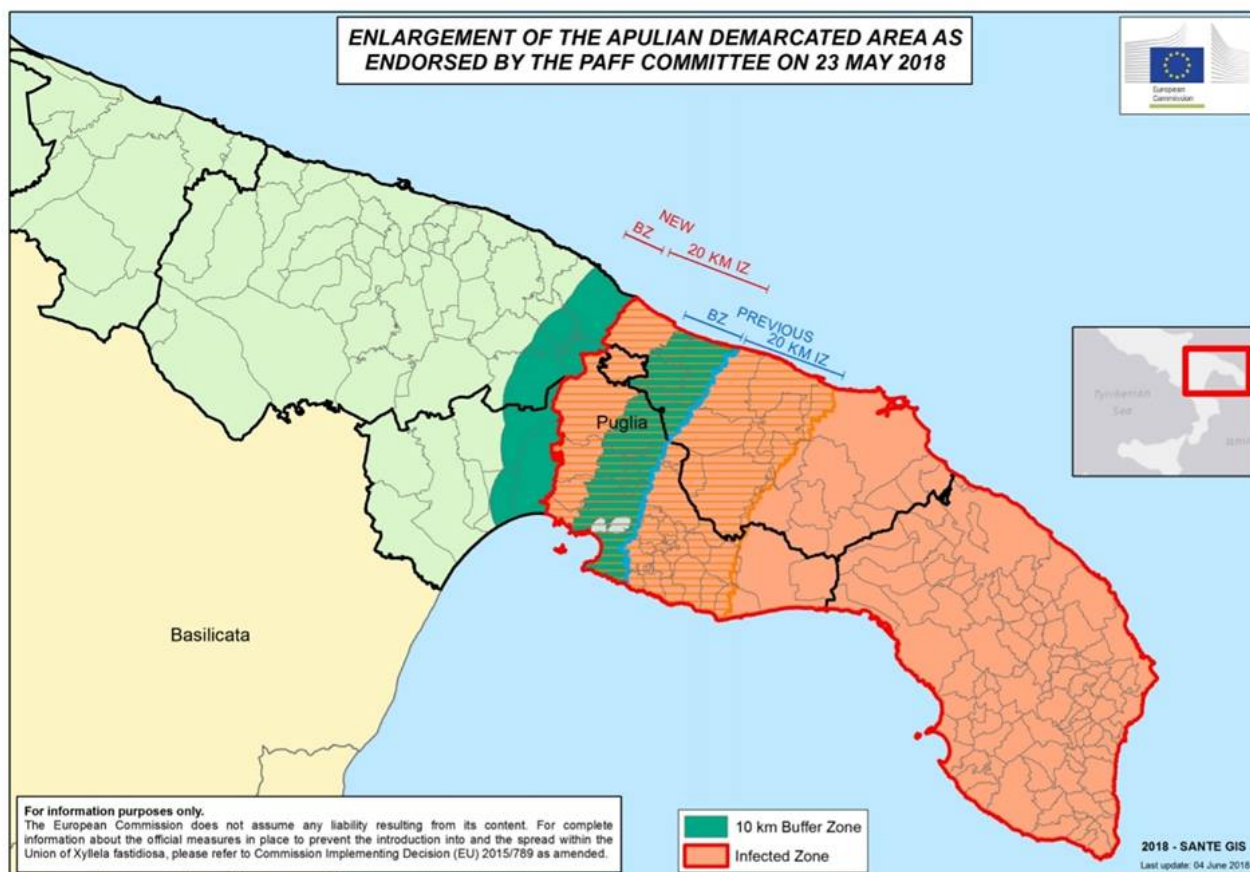 ENLARGEMENT OF THE APULIAN DEMARCATED AREA AS
ENDORSED BY THE PAFF COMMITTEE ON 23 MAY 2018
European
Commission
NEW
BZ
20 KM IZ
PREVIOUS
BZ
20 KM IZ
Tyrrhenian
Sea
Puglia
Basilicata
For information purposes only.
The European Commission does not assume any liability resulting from its content. For complete
information about the official measures in place to prevent the introduction into and the spread within the
Union of Xyllela fastidiosa, please refer to Commission Implementing Decision (EU) 2015/789 as amended.
10 km Buffer Zone
Infected Zone
2018 - SANTE GIS
Last update: 04 June 2018